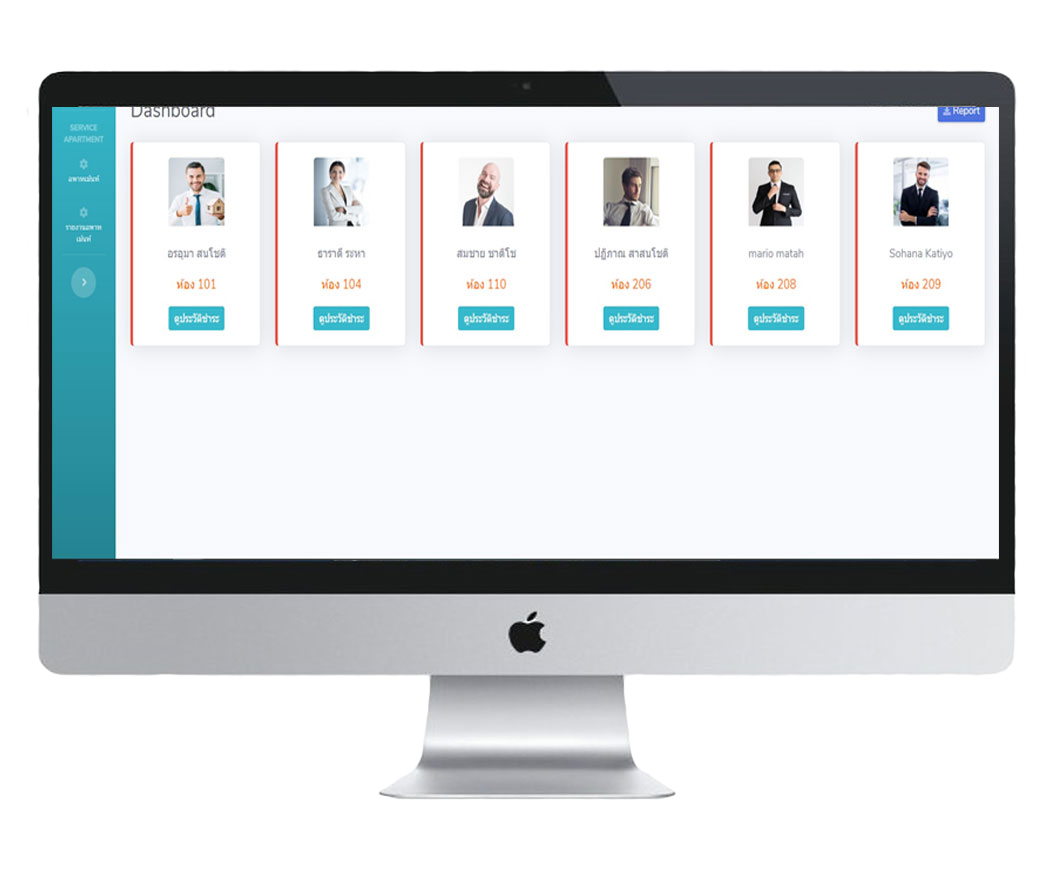 Dashboard
Report
SERVICE
APARTMENT
อพาทเม้นท์
รายงานอพาท
เม้นท์
อรอุมา สนโชติ
ห้อง 101
ดูประวัติชำระ
ธาราดี ระหา
ห้อง 104
ดูประวัติชำระ
สมชาย ชาติโช
ห้อง 110
ดูประวัติชำระ
ปฏิภาณ สาสนโชติ
ห้อง 206
ดูประวัติชำระ
mario matah
ห้อง 208
ดูประวัติชำระ
Sohana Katiyo
ห้อง 209
ดูประวัติชำระ